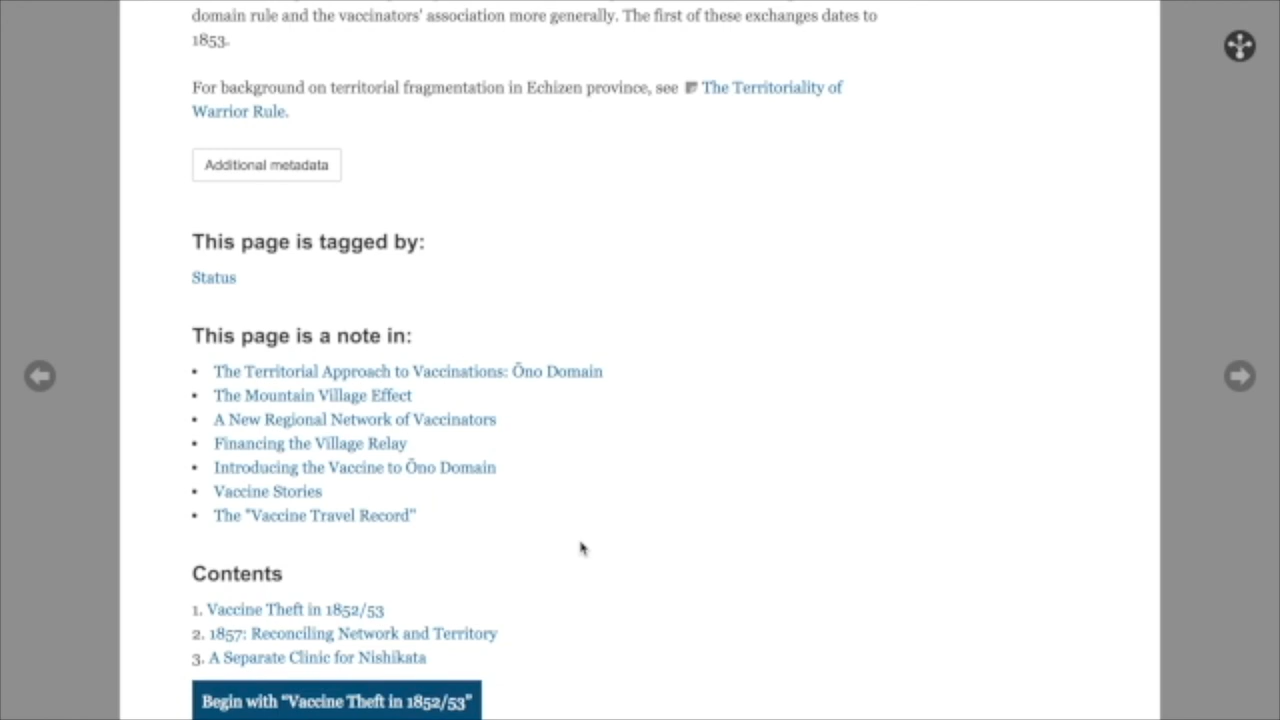 domain rule and the vaccinators' association more generally. The first of these exchanges dates to
1853.
For background on territorial fragmentation in Echizen province, see The Territoriality of
Warrior Rule.
Additional metadata
This page is tagged by:
Status
This page is a note in:
• The Territorial Approach to Vaccinations: Ōno Domain
• The Mountain Village Effect
• A New Regional Network of Vaccinators
• Financing the Village Relay
• Introducing the Vaccine to Ōno Domain
• Vaccine Stories
• The "Vaccine Travel Record"
Contents
1. Vaccine Theft in 1852/53
2. 1857: Reconciling Network and Territory
3. A Separate Clinic for Nishikata
Begin with “Vaccine Theft in 1852/53”